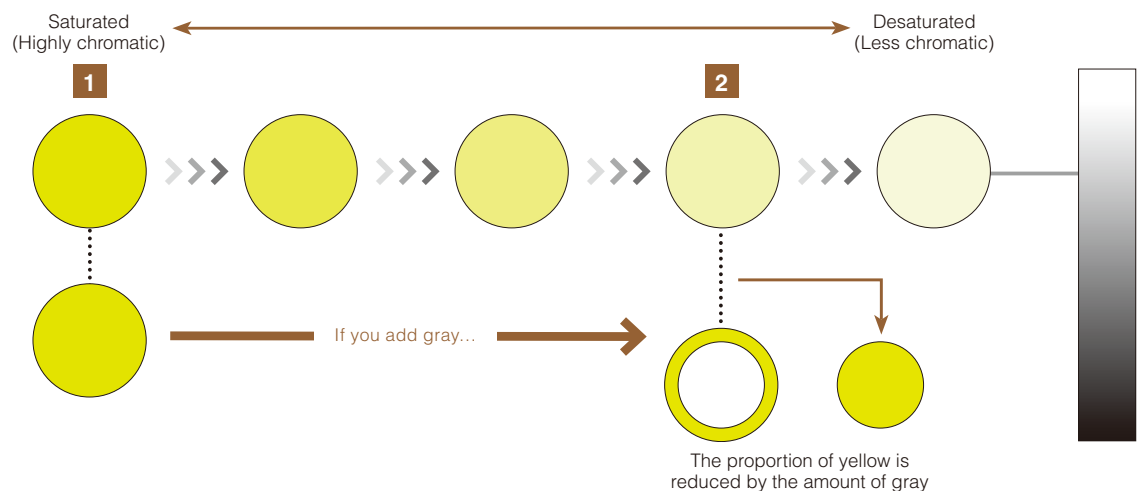 Saturated
(Highly chromatic)
Desaturated
(Less chromatic)
1
2
If you add gray…
The proportion of yellow is
reduced by the amount of gray